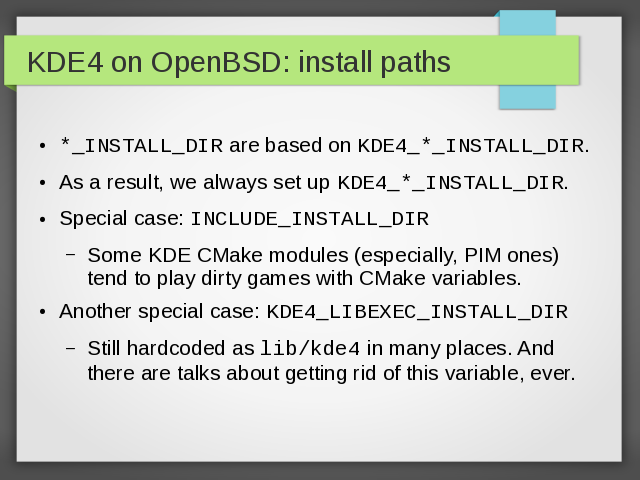 KDE4 on OpenBSD: install paths
• *_INSTALL_DIR are based on KDE4_*_INSTALL_DIR.
• As a result, we always set up KDE4_*_INSTALL_DIR.
• Special case: INCLUDE_INSTALL_DIR
– Some KDE CMake modules (especially, PIM ones)
tend to play dirty games with CMake variables.
• Another special case: KDE4_LIBEXEC_INSTALL_DIR
– Still hardcoded as lib/kde4 in many places. And
there are talks about getting rid of this variable, ever.